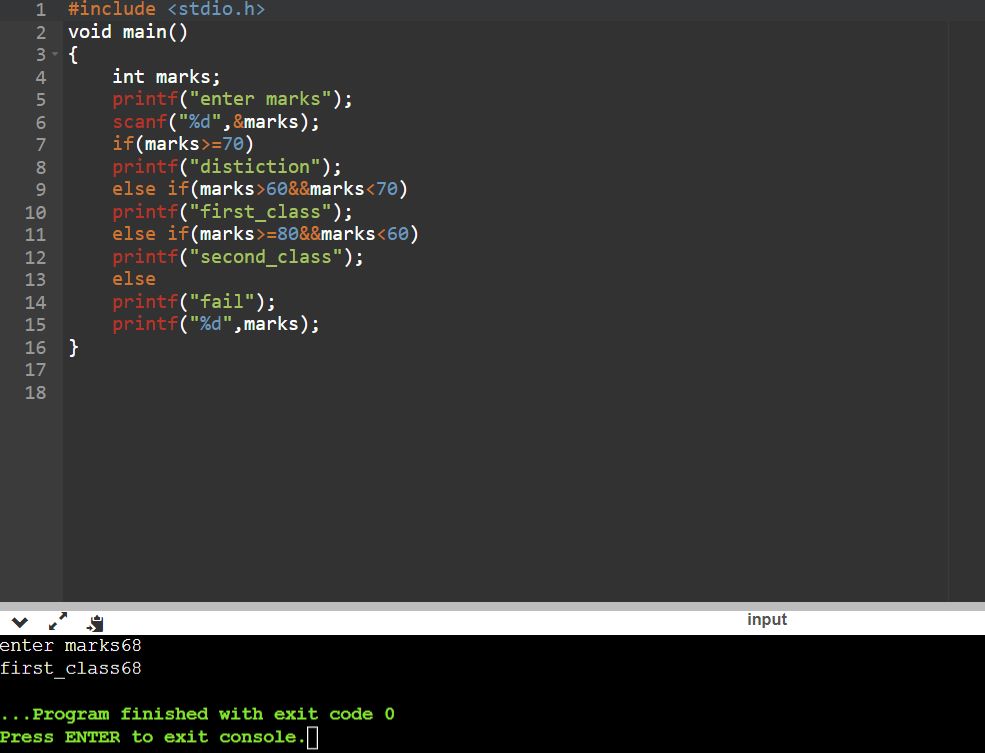 1 #include <stdio.h>
2 void main()
3 {
4     int marks;
5     printf("enter marks");
6     scanf("%d",&marks);
7     if(marks>=70)
8     printf("distiction");
9     else if(marks>60&&marks<70)
10     printf("first_class");
11     else if(marks>=80&&marks<60)
12     printf("second_class");
13     else
14     printf("fail");
15     printf("%d",marks);
16 }
17
18
input
enter marks68
first_class68
...Program finished with exit code 0
Press ENTER to exit console.